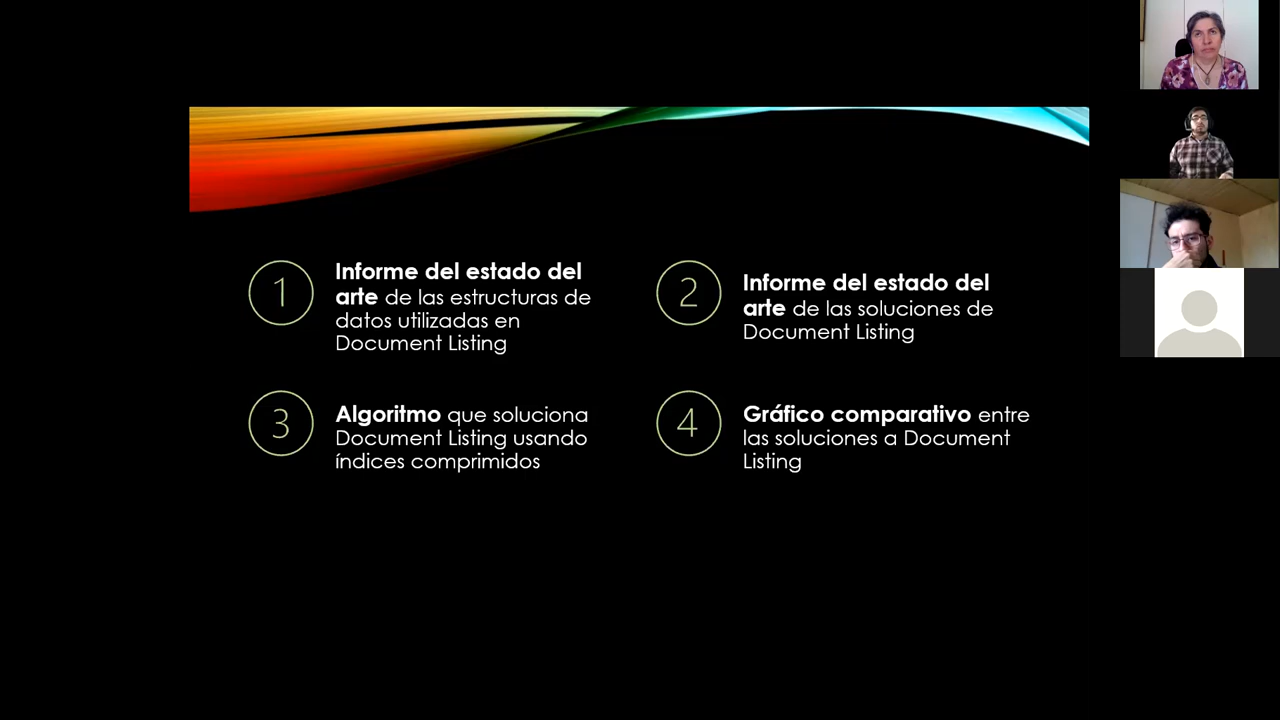 1
Informe del estado del
arte de las estructuras de
datos utilizadas en
Document Listing
2
Informe del estado del
arte de las soluciones de
Document Listing
3
Algoritmo que soluciona
Document Listing usando
índices comprimidos
4
Gráfico comparativo entre
las soluciones a Document
Listing